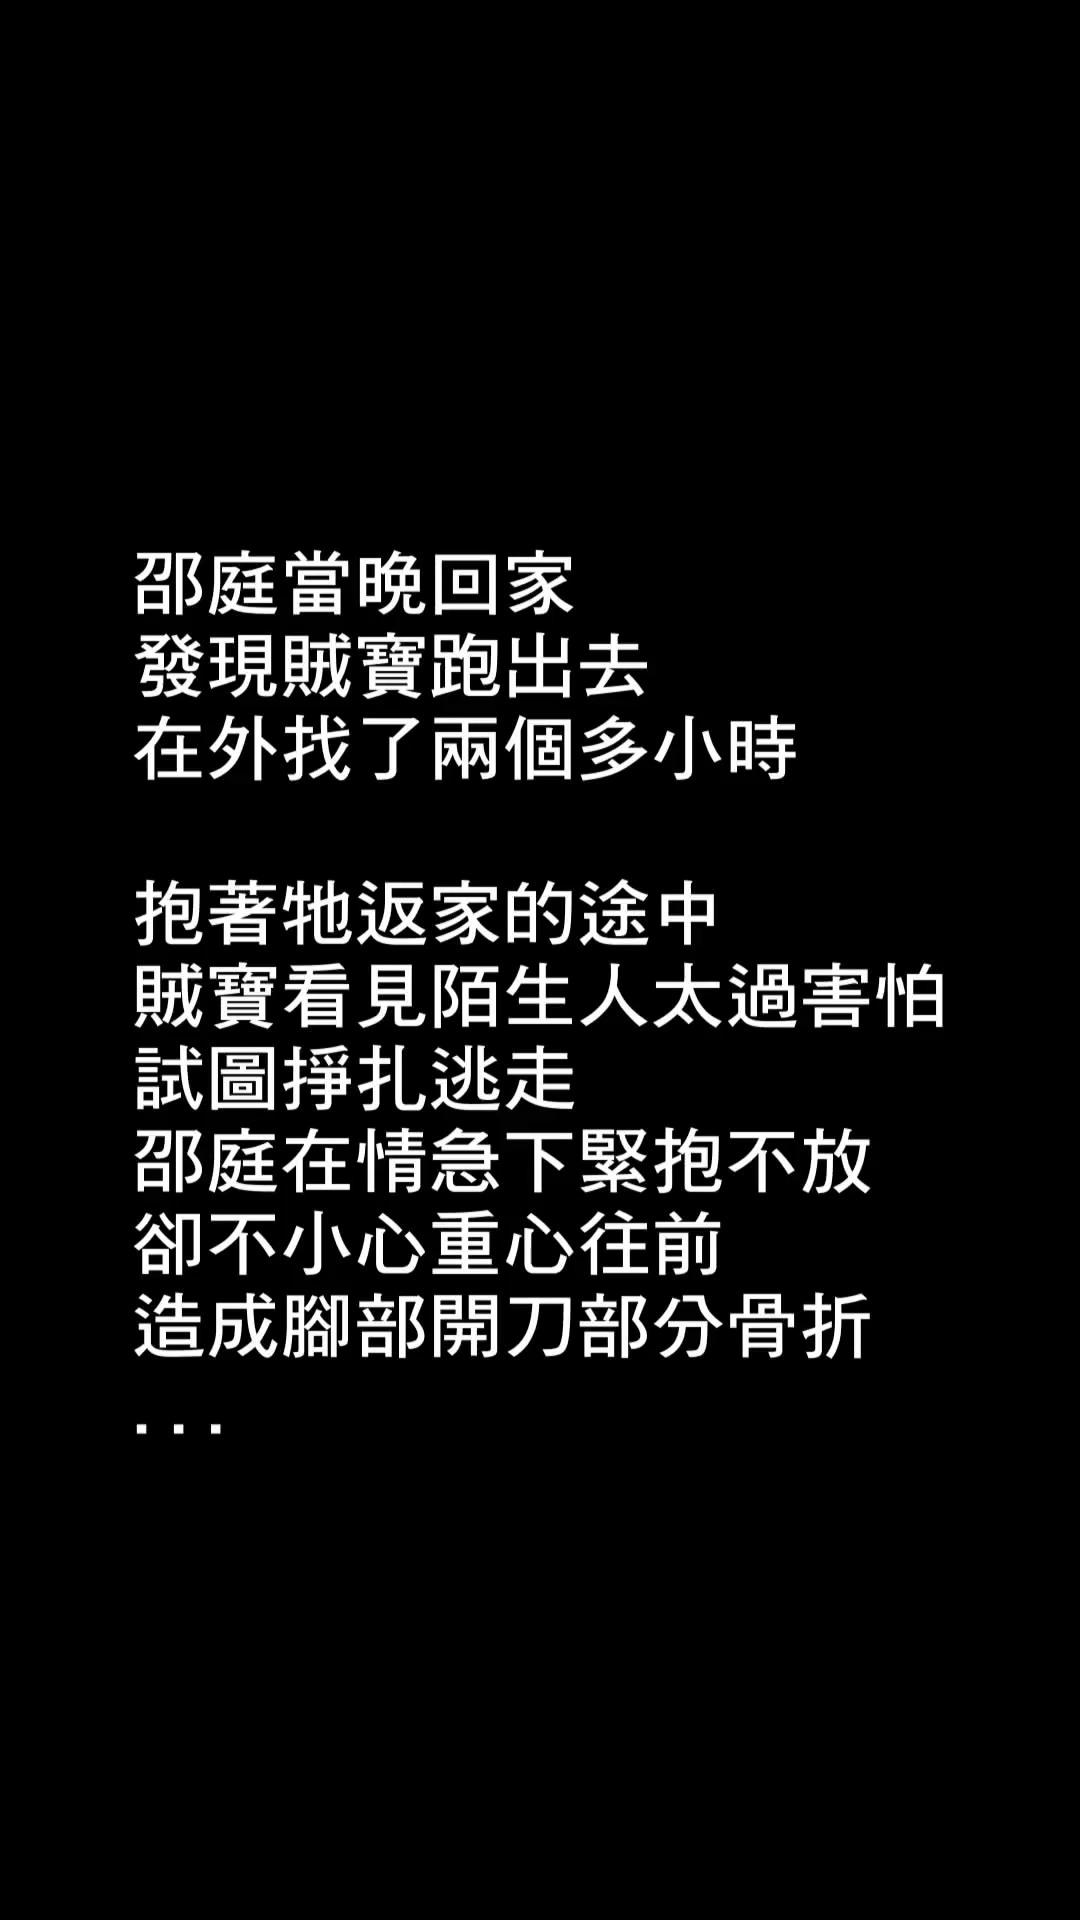 邵庭當晚回家
發現賊寶跑出去
在外找了兩個多小時
抱著牠返家的途中
賊寶看見陌生人太過害怕
試圖掙扎逃走
邵庭在情急下緊抱不放
卻不小心重心往前
造成腳部開刀部分骨折
...